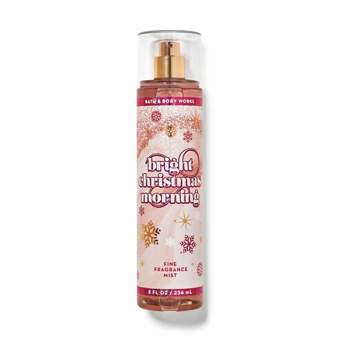 BATH & BODY WORKS
bright
christmas
morning
FINE
FRAGRANCE
MIST
8 FL OZ / 236 mL